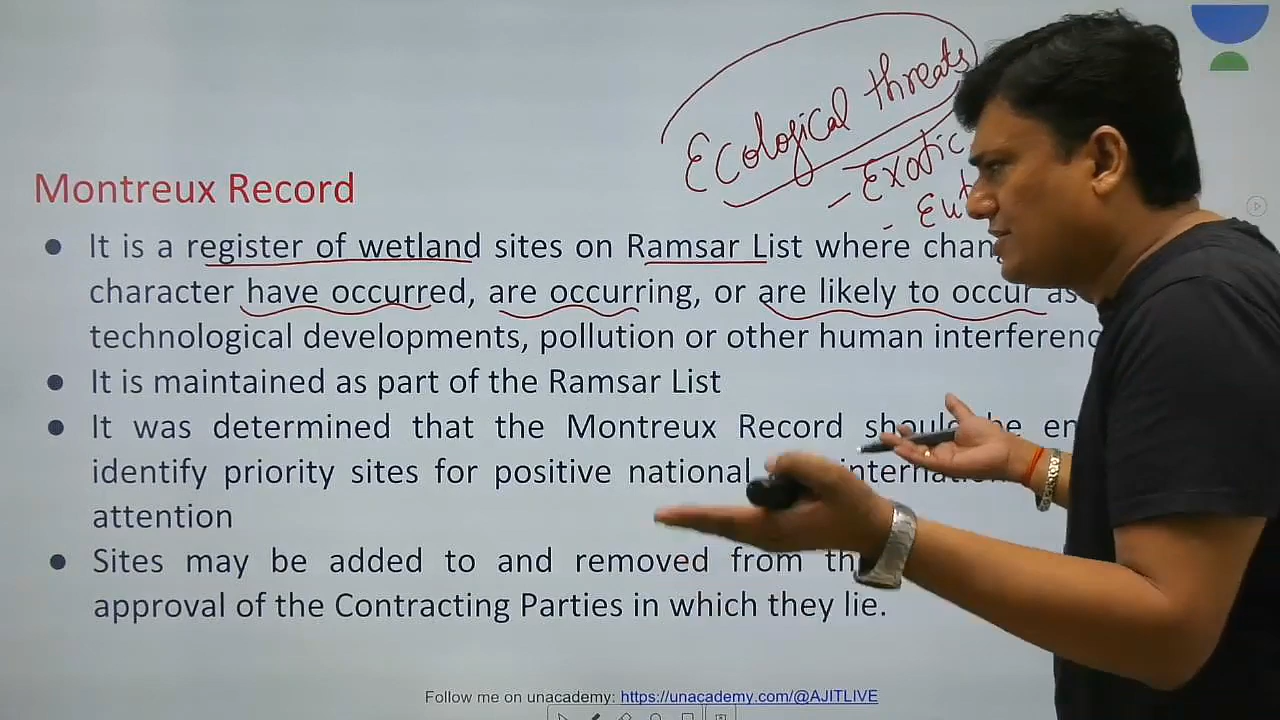 Ecological threats
- Exotic
- Eut
Montreux Record
● It is a register of wetland sites on Ramsar List where chan
character have occurred, are occurring, or are likely to occur as
technological developments, pollution or other human interferenc
● It is maintained as part of the Ramsar List
● It was determined that the Montreux Record should be en
identify priority sites for positive national internation
attention
● Sites may be added to and removed from th
approval of the Contracting Parties in which they lie.
Follow me on unacademy: https://unacademy.com/@AJITLIVE